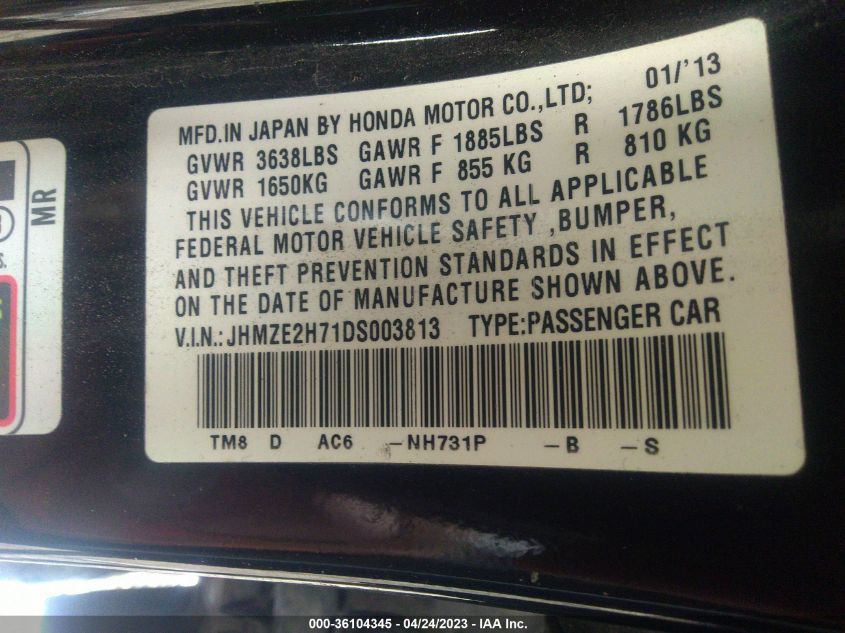 MFD.IN JAPAN BY HONDA MOTOR CO.,LTD; 01/'13
GVWR 3638LBS GAWR F 1885LBS R 1786LBS
GVWR 1650KG GAWR F 855 KG R 810 KG
THIS VEHICLE CONFORMS TO ALL APPLICABLE
FEDERAL MOTOR VEHICLE SAFETY ,BUMPER,
AND THEFT PREVENTION STANDARDS IN EFFECT
ON THE DATE OF MANUFACTURE SHOWN ABOVE.
V.I.N.: JHMZE2H71DS003813 TYPE:PASSENGER CAR
TM8 D AC6 -NH731P -B -S
MR
000-36104345 - 04/24/2023 - IAA Inc.